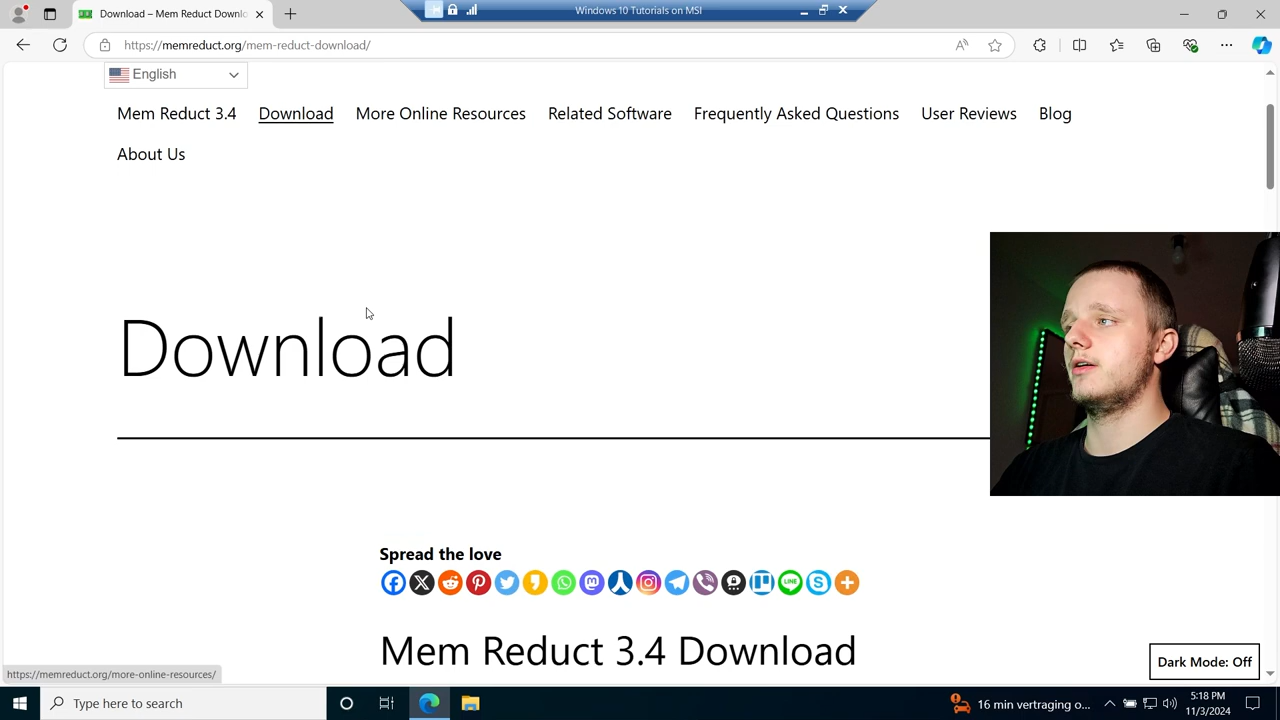 Download – Mem Reduct Downlo
Windows 10 Tutorials on MSI
https://memreduct.org/mem-reduct-download/
English
Mem Reduct 3.4 Download More Online Resources Related Software Frequently Asked Questions User Reviews Blog
About Us
Download
Spread the love
LINE
Mem Reduct 3.4 Download
Dark Mode: Off
https://memreduct.org/more-online-resources/
Type here to search
16 min vertraging o...
5:18 PM
11/3/2024